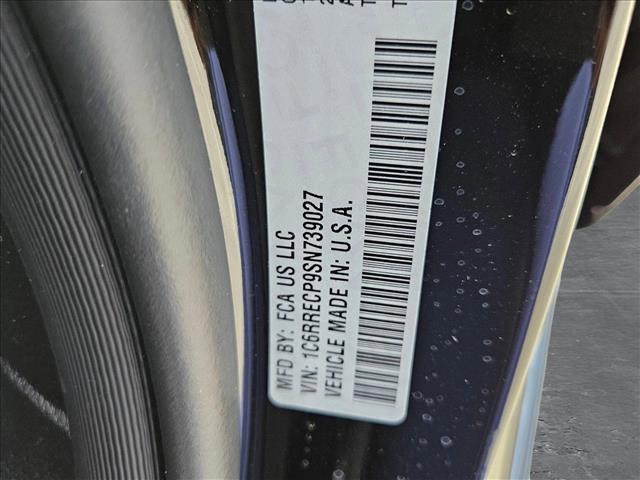 MFD BY: FCA US LLC
VIN: 1C6RRECP9SN739027
VEHICLE MADE IN: U.S.A.